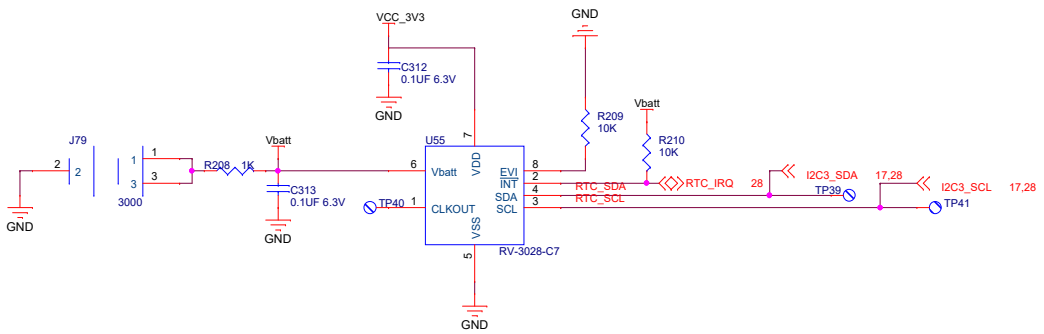 GND
VCC_3V3
C312
0.1UF 6.3V
GND
R209
10K
Vbatt
R210
10K
J79
2
2
1
1
3
3
3000
GND
R208 1K
Vbatt
C313
0.1UF 6.3V
GND
U55
7
VDD
6
Vbatt
1
CLKOUT
TP40
VSS
5
EVI
8
INT
2
SDA
4
SCL
3
RV-3028-C7
GND
RTC_SDA
RTC_SCL
RTC_IRQ 28
I2C3_SDA 17,28
TP39
I2C3_SCL 17,28
TP41